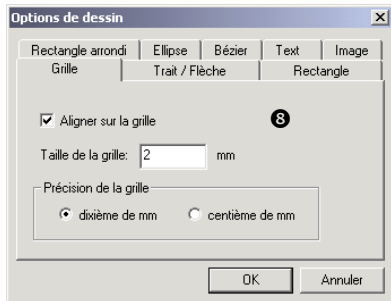 Options de dessin
Rectangle arrondi Ellipse Bézier Text Image
Grille Trait / Flèche Rectangle
Aligner sur la grille 8
Taille de la grille: 2 mm
Précision de la grille
dixième de mm centième de mm
OK Annuler